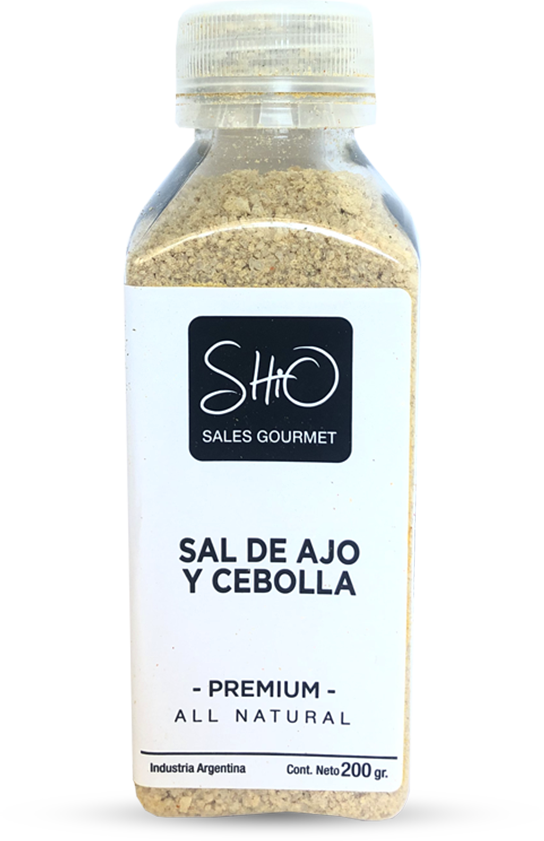 SHiO
SALES GOURMET
SAL DE AJO
Y CEBOLLA
- PREMIUM -
ALL NATURAL
Industria Argentina Cont. Neto 200 gr.